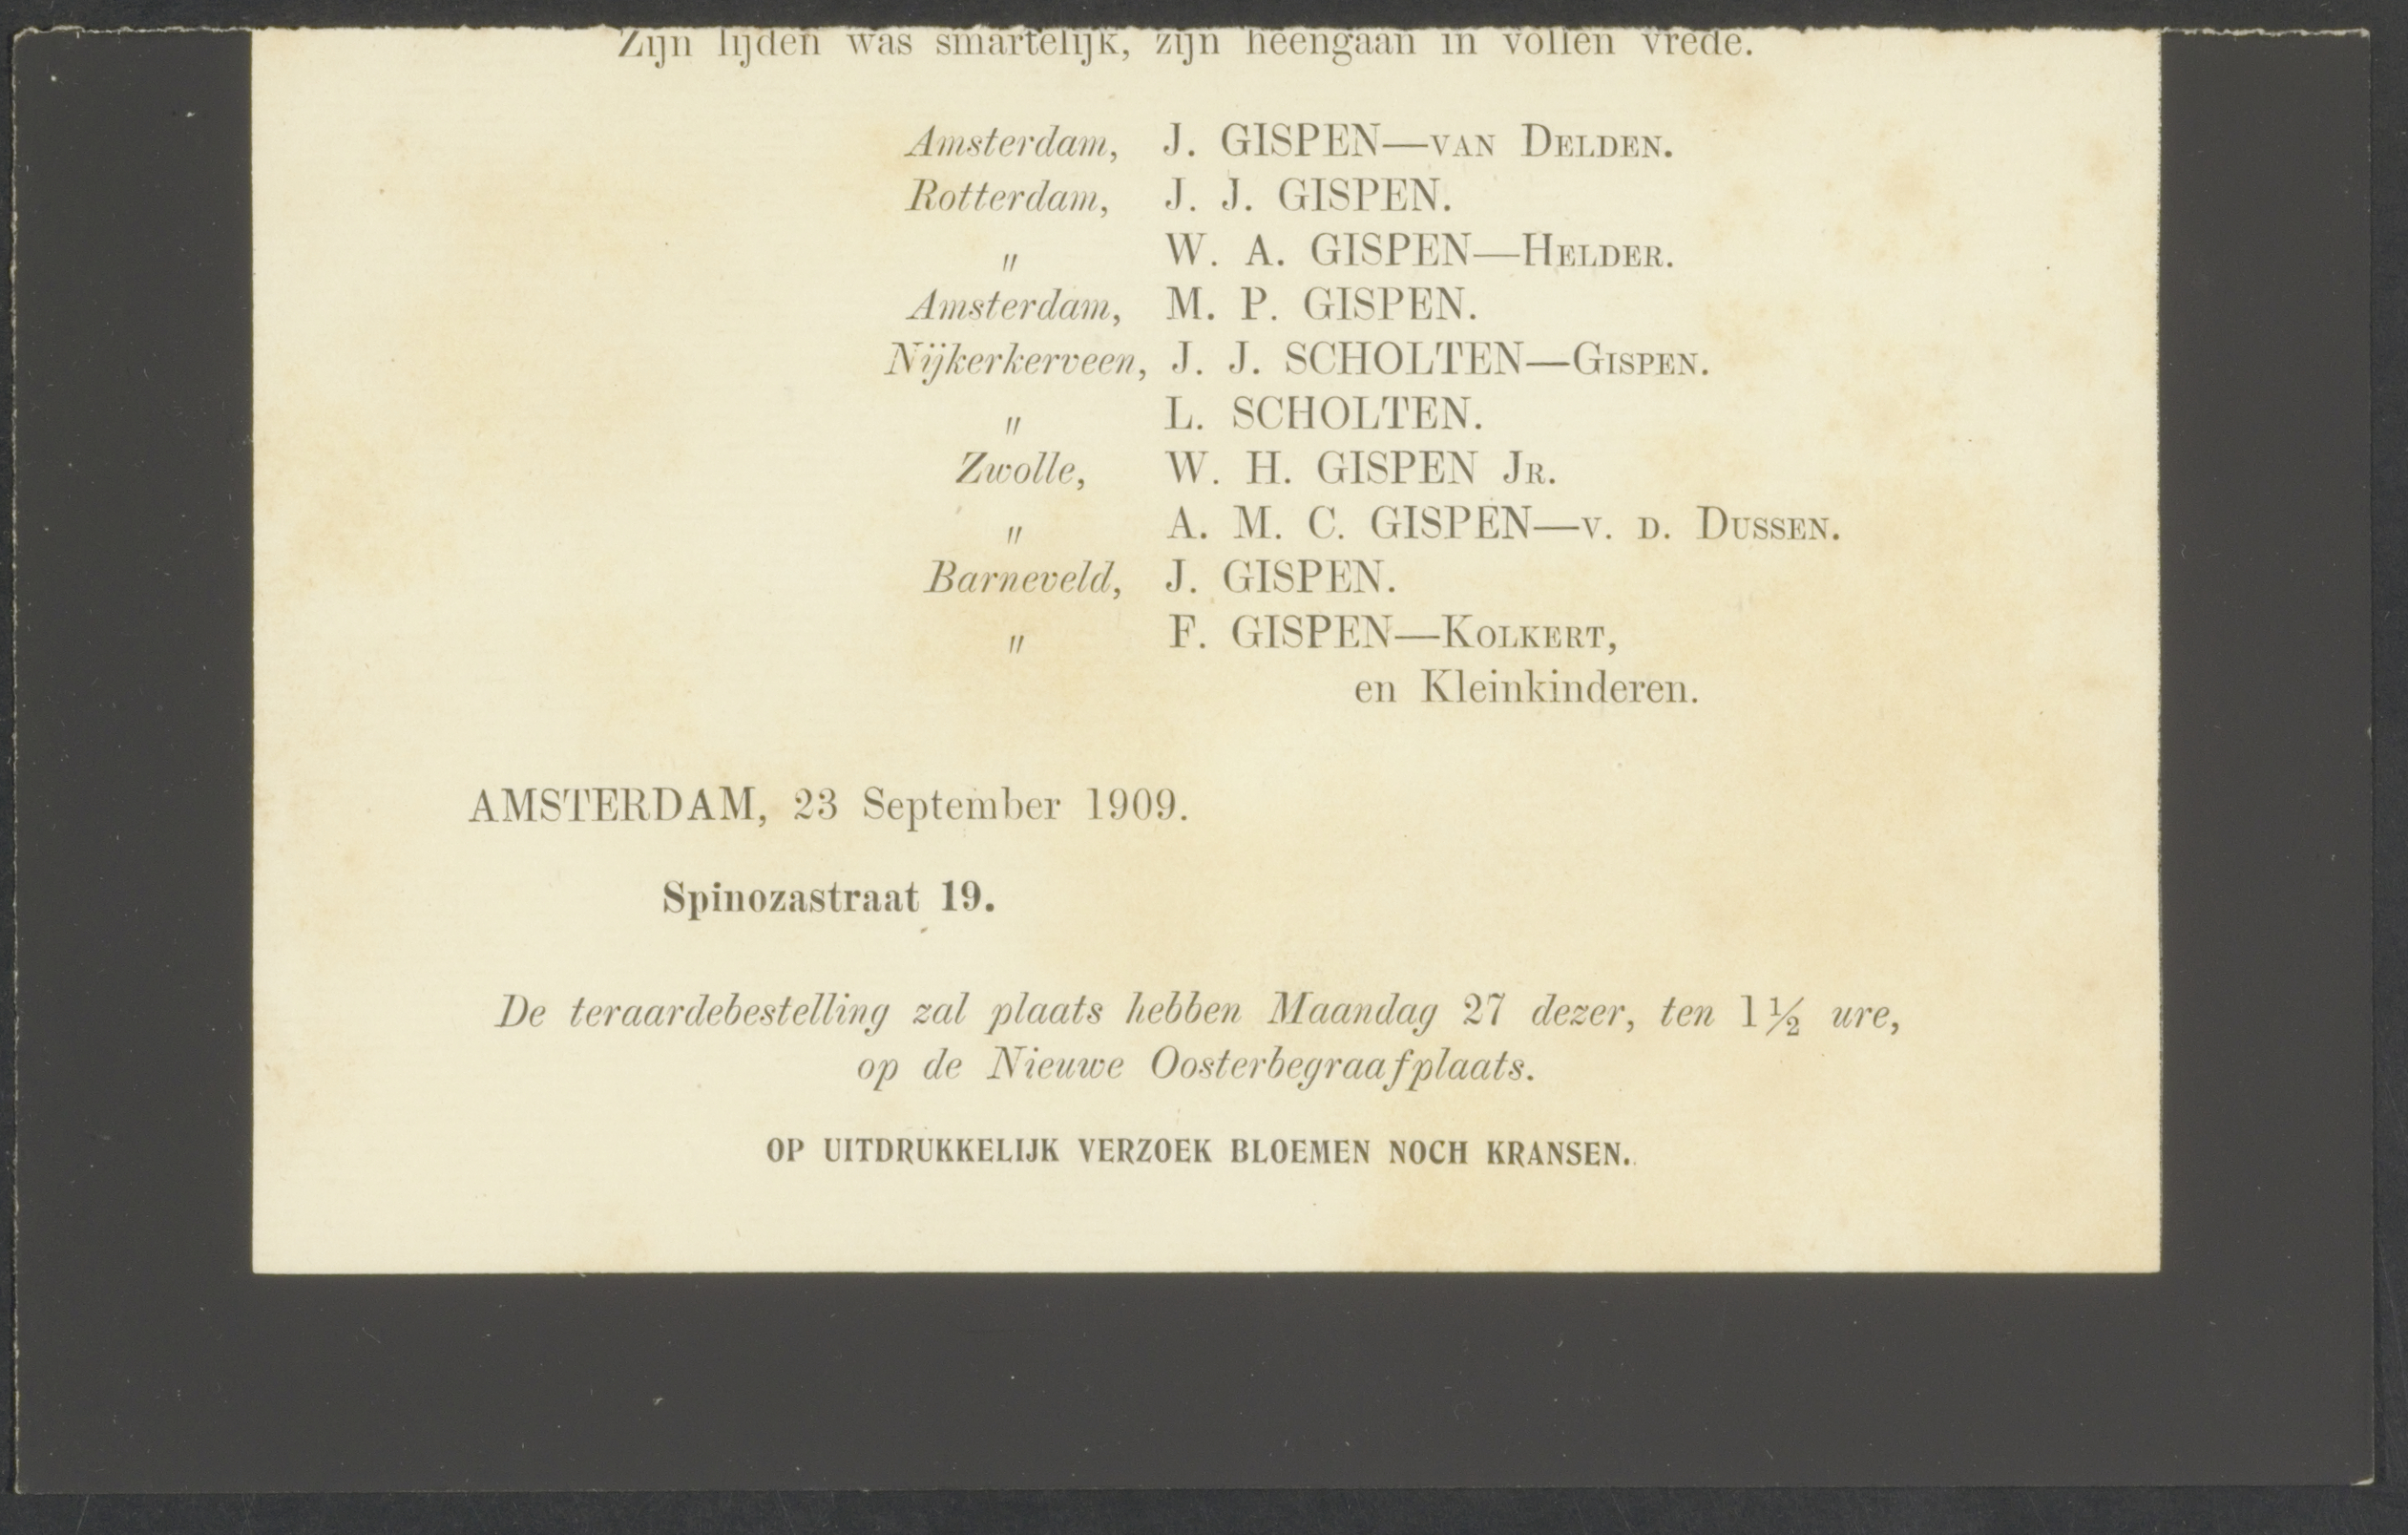 Zijn lijden was smartelijk, zijn heengaan in vollen vrede.
Amsterdam, J. GISPEN—VAN DELDEN.
Rotterdam, J. J. GISPEN.
" W. A. GISPEN—HELDER.
Amsterdam, M. P. GISPEN.
Nijkerkerveen, J. J. SCHOLTEN—GISPEN.
" L. SCHOLTEN.
Zwolle, W. H. GISPEN JR.
" A. M. C. GISPEN—V. D. DUSSEN.
Barneveld, J. GISPEN.
" F. GISPEN—KOLKERT,
en Kleinkinderen.
AMSTERDAM, 23 September 1909.
Spinozastraat 19.
De teraardebestelling zal plaats hebben Maandag 27 dezer, ten 1½ ure,
op de Nieuwe Oosterbegraafplaats.
OP UITDRUKKELIJK VERZOEK BLOEMEN NOCH KRANSEN.